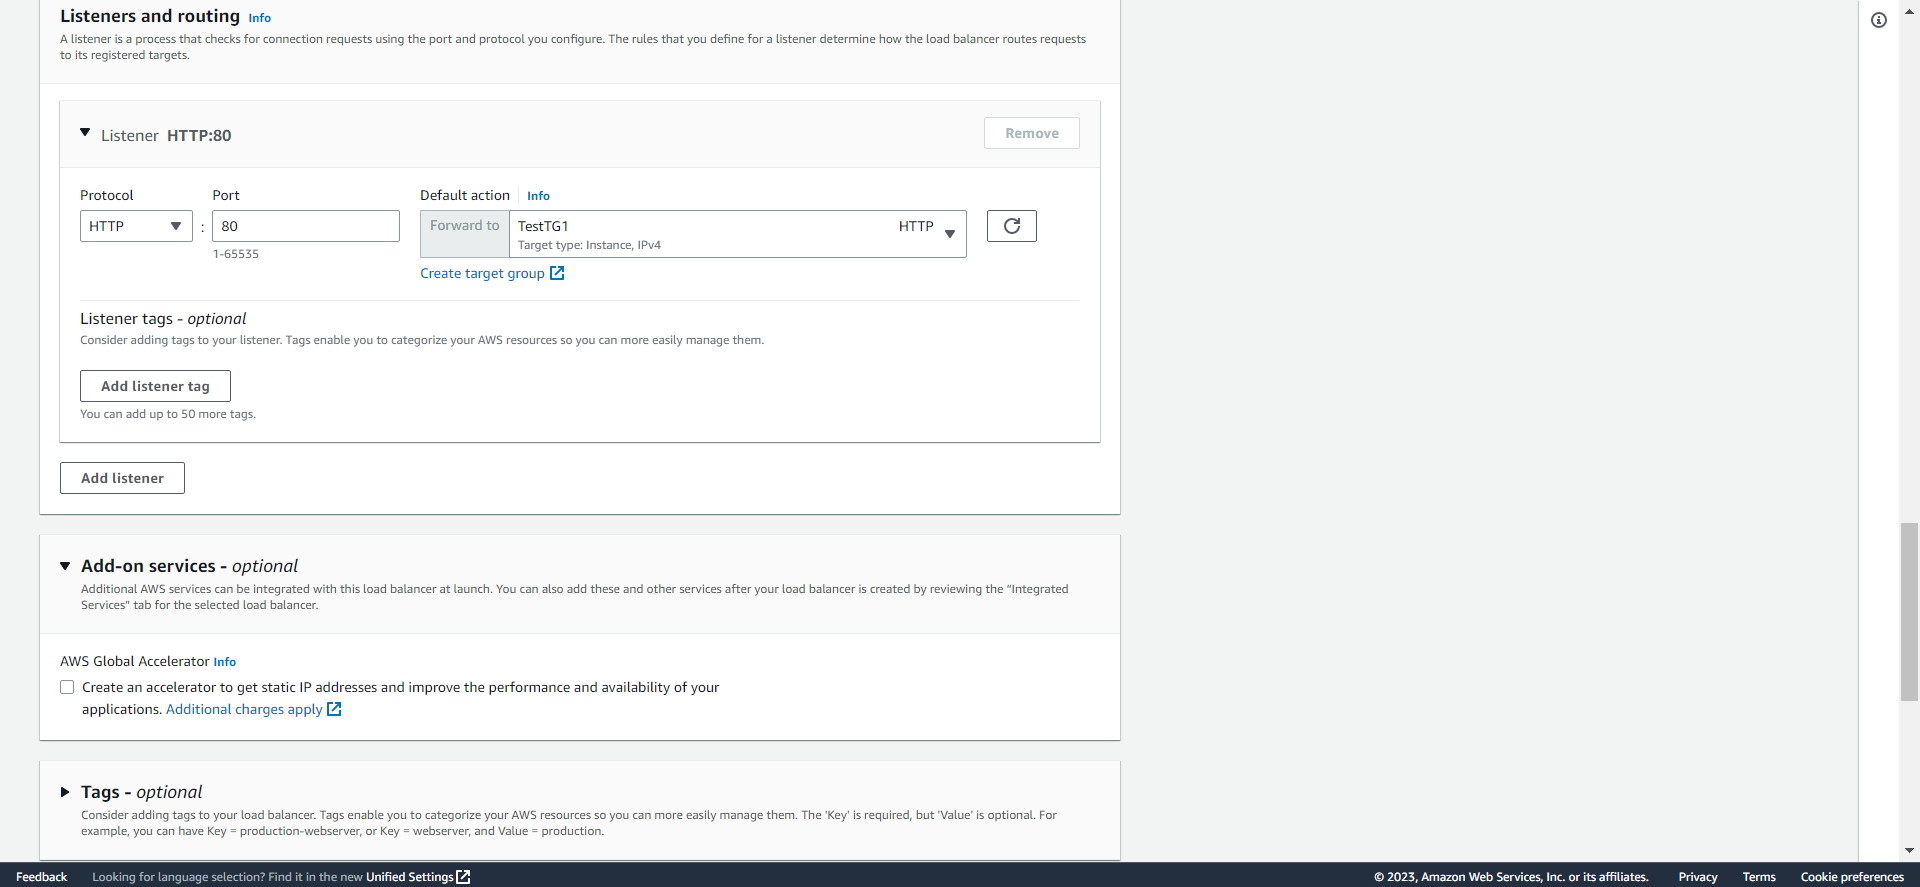 Listeners and routing Info
A listener is a process that checks for connection requests using the port and protocol you configure. The rules that you define for a listener determine how the load balancer routes requests
to its registered targets.
Listener HTTP:80
Remove
Protocol
Port
Default action
Info
HTTP
:
80
Forward to
TestTG1
HTTP
Target type: Instance, IPv4
1-65535
Create target group
Listener tags - optional
Consider adding tags to your listener. Tags enable you to categorize your AWS resources so you can more easily manage them.
Add listener tag
You can add up to 50 more tags.
Add listener
Add-on services - optional
Additional AWS services can be integrated with this load balancer at launch. You can also add these and other services after your load balancer is created by reviewing the "Integrated
Services" tab for the selected load balancer.
AWS Global Accelerator Info
Create an accelerator to get static IP addresses and improve the performance and availability of your
applications. Additional charges apply
Tags - optional
Consider adding tags to your load balancer. Tags enable you to categorize your AWS resources so you can more easily manage them. The 'Key' is required, but 'Value' is optional. For
example, you can have Key = production-webserver, or Key = webserver, and Value = production.
Feedback
Looking for language selection? Find it in the new Unified Settings
© 2023, Amazon Web Services, Inc. or its affiliates.
Privacy
Terms
Cookie preferences